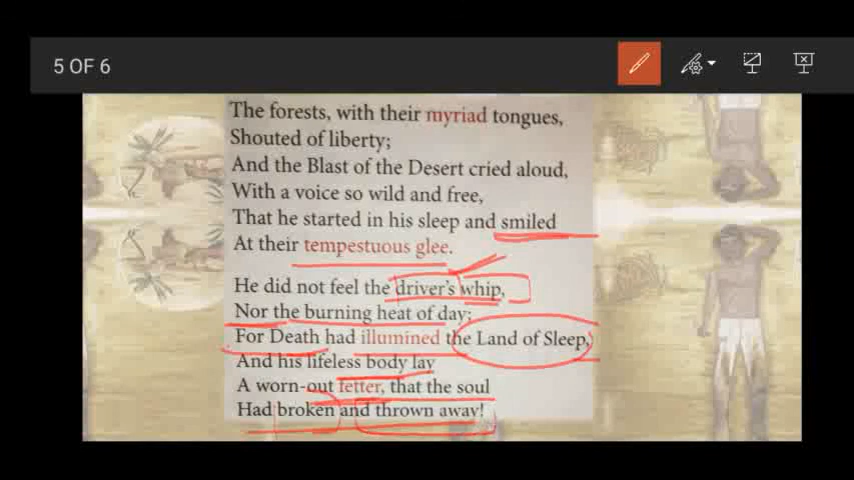 5 OF 6
The forests, with their myriad tongues,
Shouted of liberty;
And the Blast of the Desert cried aloud,
With a voice so wild and free,
That he started in his sleep and smiled
At their tempestuous glee.
He did not feel the driver's whip,
Nor the burning heat of day;
For Death had illumined the Land of Sleep,
And his lifeless body lay
A worn-out fetter, that the soul
Had broken and thrown away!